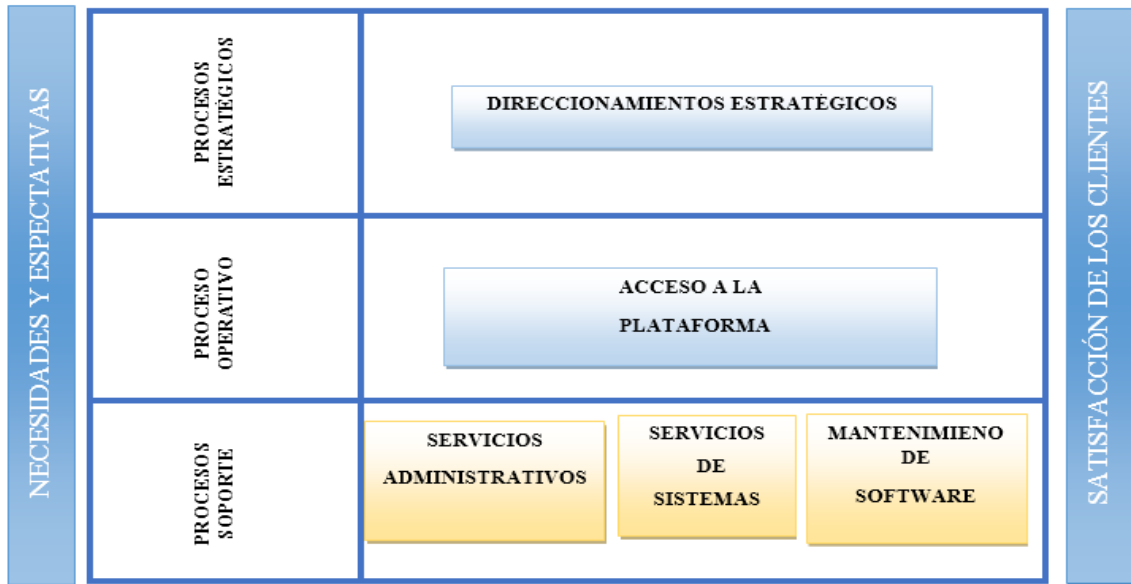 NECESIDADES Y ESPECTATIVAS
PROCESOS
ESTRATÉGICOS
DIRECCIONAMIENTOS ESTRATÉGICOS
PROCESO
OPERATIVO
ACCESO A LA
PLATAFORMA
PROCESOS
SOPORTE
SERVICIOS
ADMINISTRATIVOS
SERVICIOS
DE
SISTEMAS
MANTENIMIENO
DE
SOFTWARE
SATISFACCIÓN DE LOS CLIENTES